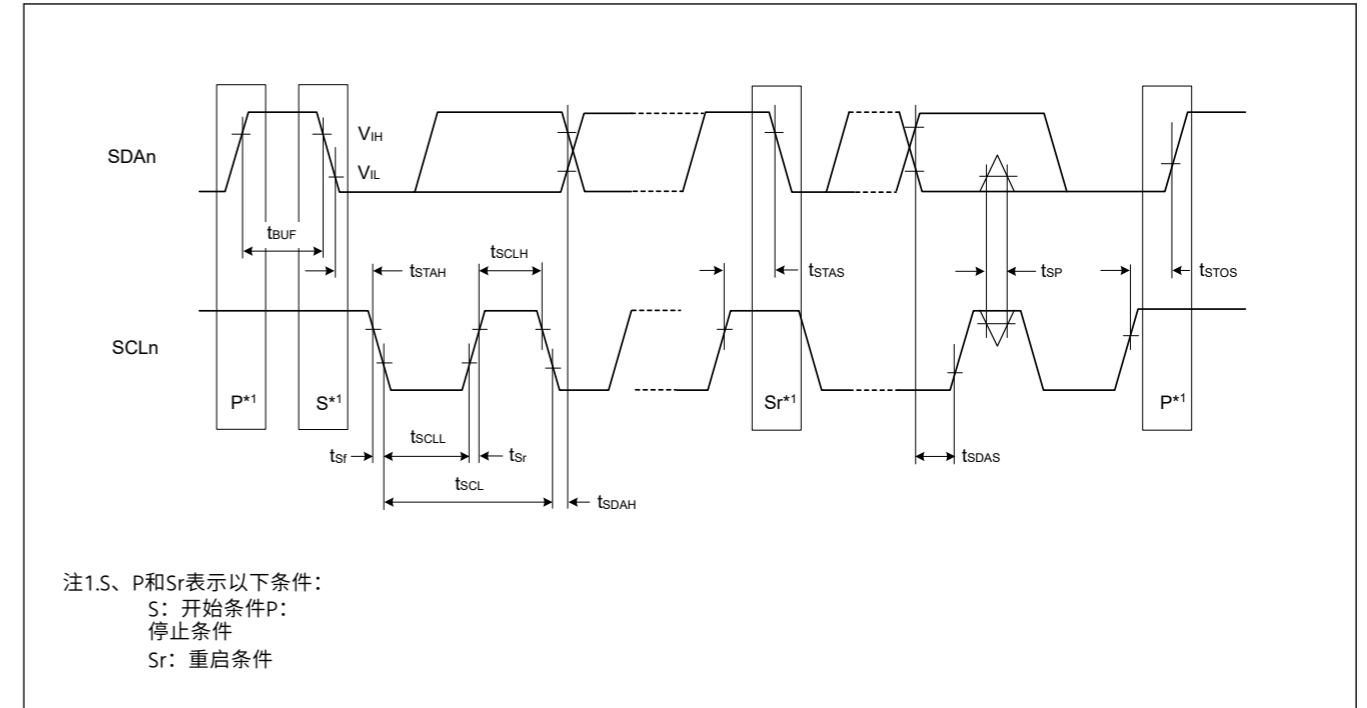 SDAn
VIH
VIL
tBUF
tSTAH
tSCLH
tSTAS
tSP
tSTOS
SCLn
P*1
S*1
Sr*1
P*1
tSCLL
tSf
tSr
tSDAS
tSCL
tSDAH
注1.S、P和Sr表示以下条件：
S：开始条件P：
停止条件
Sr：重启条件